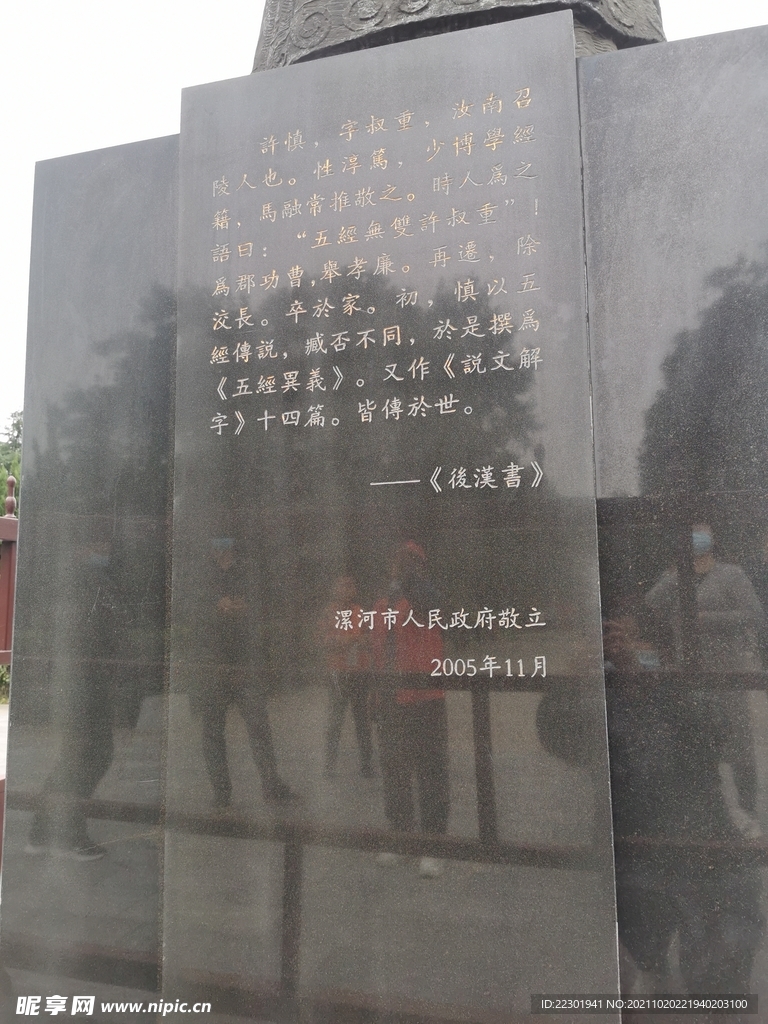 許慎，字叔重，汝南召
陵人也。性淳篤，少博學經
籍，馬融常推敬之。時人爲之
語曰：“五經無雙許叔重”！
爲郡功曹，舉孝廉。再遷，除
洨長。卒於家。初，慎以五
經傳説，臧否不同，於是撰爲
《五經異義》。又作《説文解
字》十四篇。皆傳於世。
——《後漢書》
漯河市人民政府敬立
2005年11月
昵享网 www.nipic.cn
ID:22301941 NO:20211020221940203100